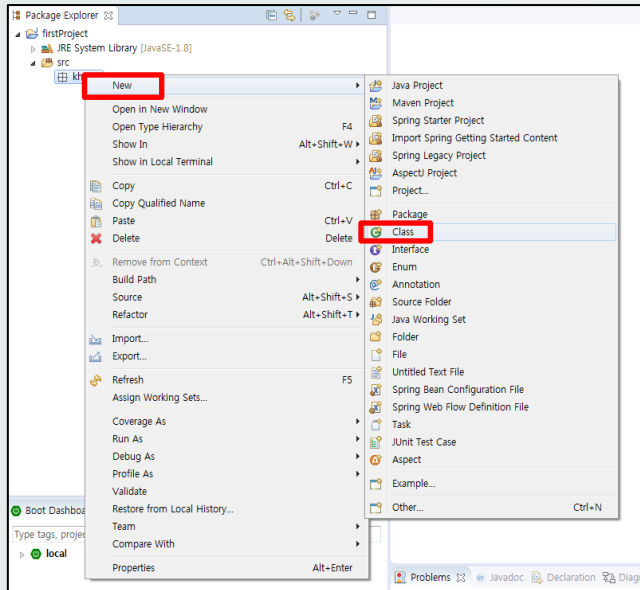 Package Explorer
firstProject
JRE System Library [JavaSE-1.8]
src
New
Open in New Window
Open Type Hierarchy F4
Show In Alt+Shift+W
Show in Local Terminal
Copy Ctrl+C
Copy Qualified Name
Paste Ctrl+V
Delete Delete
Remove from Context Ctrl+Alt+Shift+Down
Build Path
Source Alt+Shift+S
Refactor Alt+Shift+T
Import...
Export...
Refresh F5
Assign Working Sets...
Coverage As
Run As
Debug As
Profile As
Validate
Restore from Local History...
Team
Compare With
Properties Alt+Enter
Java Project
Maven Project
Spring Starter Project
Import Spring Getting Started Content
Spring Legacy Project
AspectJ Project
Project...
Package
Class
Interface
Enum
Annotation
Source Folder
Java Working Set
Folder
File
Untitled Text File
Spring Bean Configuration File
Spring Web Flow Definition File
Task
JUnit Test Case
Aspect
Example...
Other... Ctrl+N
Boot Dashboa
Type tags, projec
local
Problems
Javadoc
Declaration
Diag